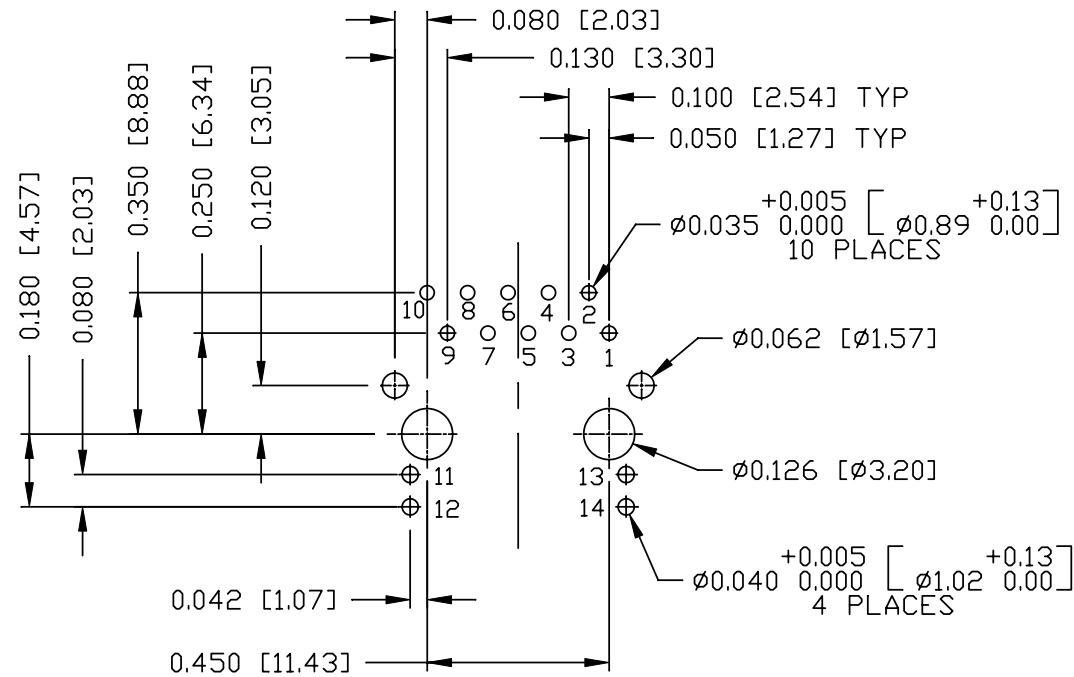 0.080 [2.03]
0.130 [3.30]
0.100 [2.54] TYP
0.050 [1.27] TYP
0.180 [4.57]
0.080 [2.03]
0.350 [8.88]
0.250 [6.34]
0.120 [3.05]
+0.005 +0.13
ø0.035 0.000 [ ø0.89 0.00]
10 PLACES
10 8 6 4 2
9 7 5 3 1
ø0.062 [ø1.57]
ø0.126 [ø3.20]
11 13
12 14
+0.005 +0.13
ø0.040 0.000 [ ø1.02 0.00]
4 PLACES
0.042 [1.07]
0.450 [11.43]